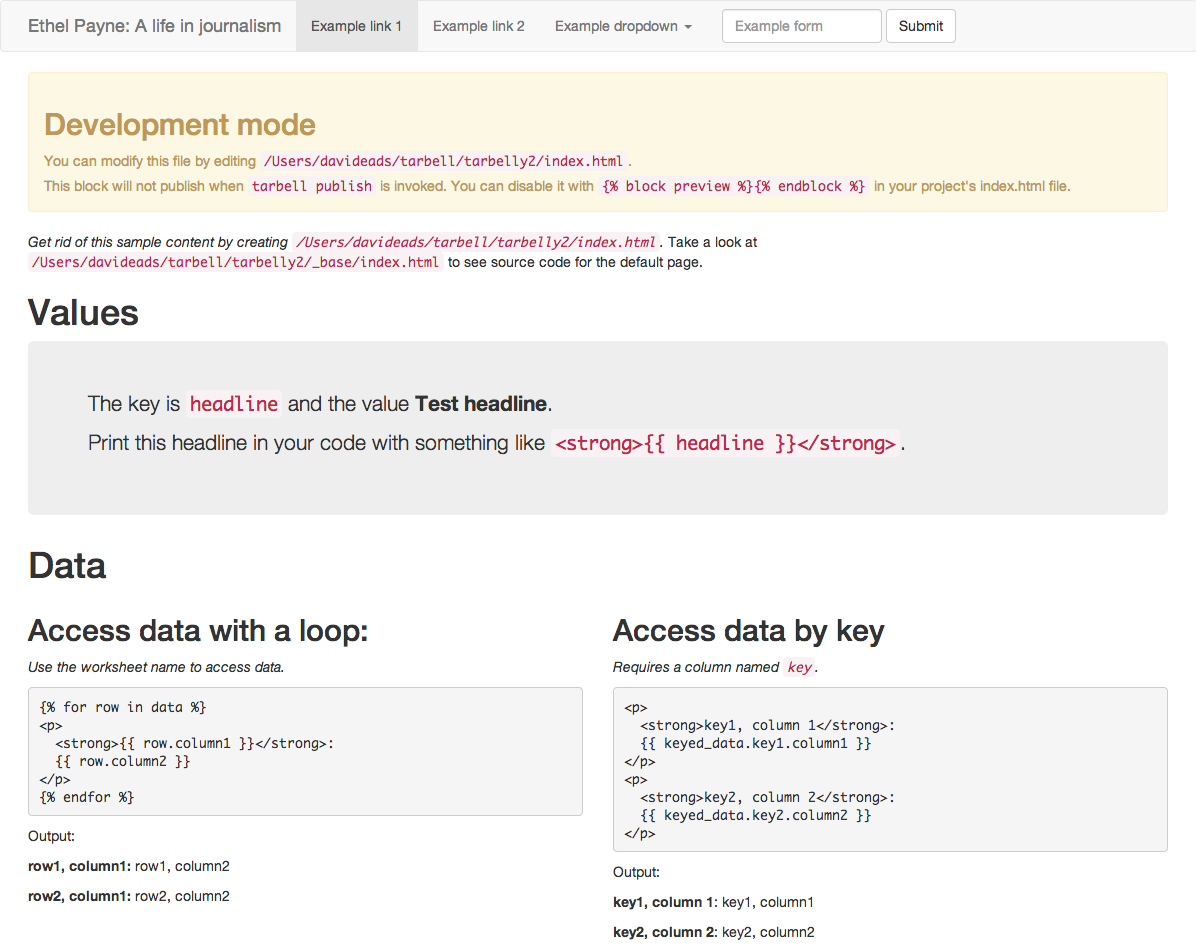 Ethel Payne: A life in journalism Example link 1 Example link 2 Example dropdown Example form Submit
Development mode
You can modify this file by editing /Users/davideads/tarbell/tarbelly2/index.html .
This block will not publish when tarbell publish is invoked. You can disable it with {% block preview %}{% endblock %} in your project's index.html file.
Get rid of this sample content by creating /Users/davideads/tarbell/tarbelly2/index.html. Take a look at
/Users/davideads/tarbell/tarbelly2/_base/index.html to see source code for the default page.
Values
The key is headline and the value Test headline.
Print this headline in your code with something like <strong>{{ headline }}</strong>.
Data
Access data with a loop:
Use the worksheet name to access data.
{% for row in data %}
<p>
  <strong>{{ row.column1 }}</strong>:
  {{ row.column2 }}
</p>
{% endfor %}
Output:
row1, column1: row1, column2
row2, column1: row2, column2
Access data by key
Requires a column named key.
<p>
  <strong>key1, column 1</strong>:
  {{ keyed_data.key1.column1 }}
</p>
<p>
  <strong>key2, column 2</strong>:
  {{ keyed_data.key2.column2 }}
</p>
Output:
key1, column 1: key1, column1
key2, column 2: key2, column2